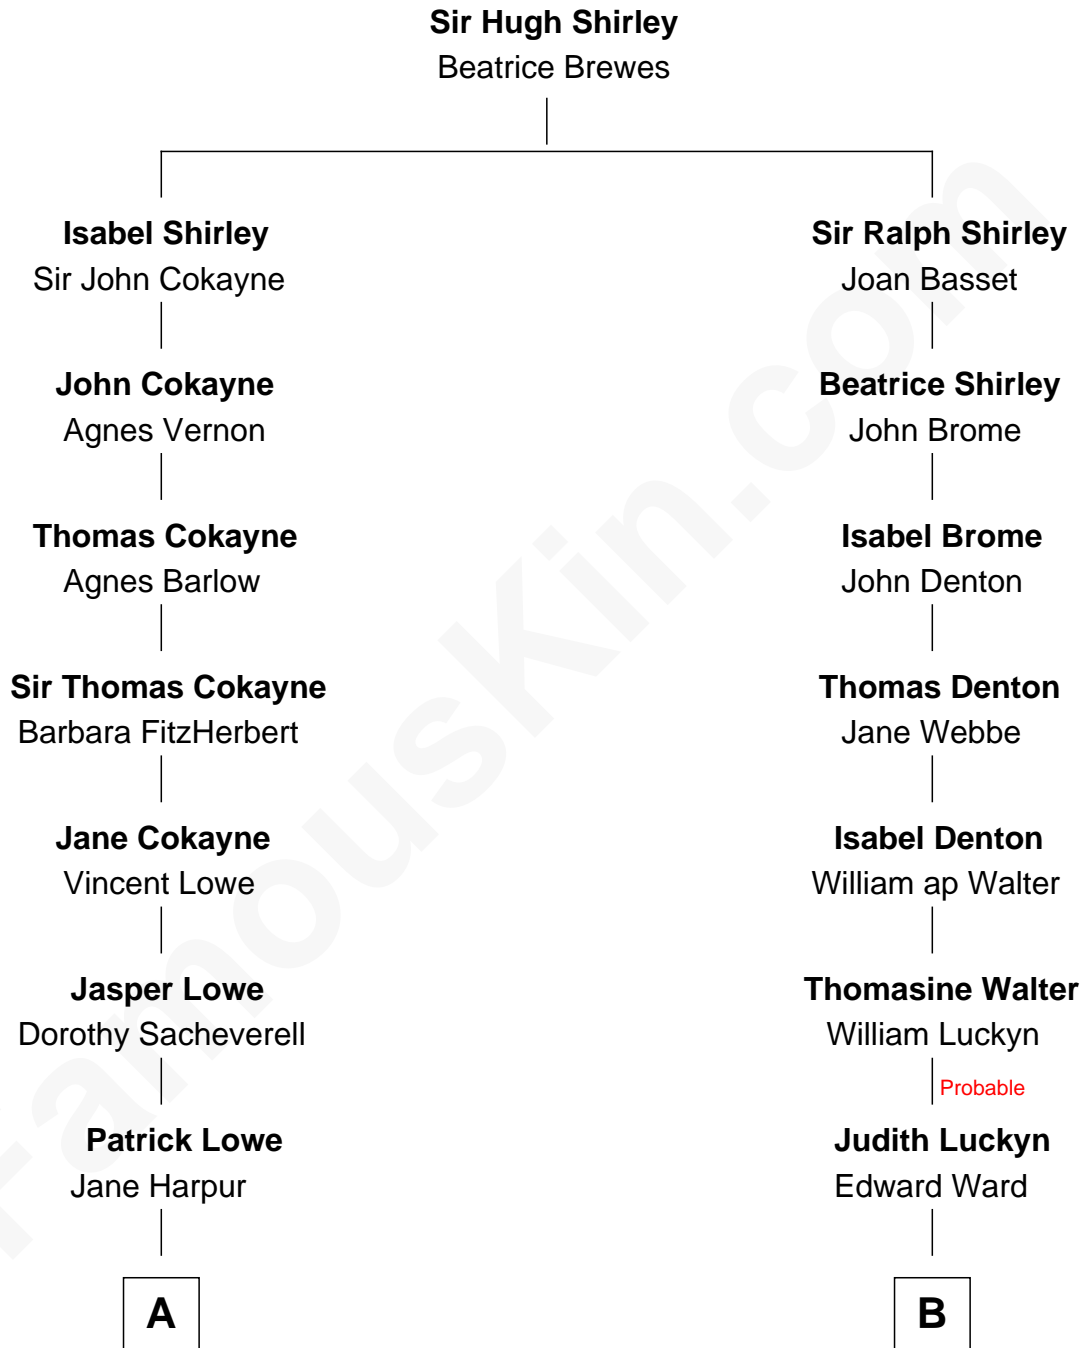 Sir Hugh Shirley
Beatrice Brewes
Isabel Shirley
Sir John Cokayne
John Cokayne
Agnes Vernon
Thomas Cokayne
Agnes Barlow
Sir Thomas Cokayne
Barbara FitzHerbert
Jane Cokayne
Vincent Lowe
Jasper Lowe
Dorothy Sacheverell
Patrick Lowe
Jane Harpur
A
Sir Ralph Shirley
Joan Basset
Beatrice Shirley
John Brome
Isabel Brome
John Denton
Thomas Denton
Jane Webbe
Isabel Denton
William ap Walter
Thomasine Walter
William Luckyn
Probable
Judith Luckyn
Edward Ward
B
FamousKin.com